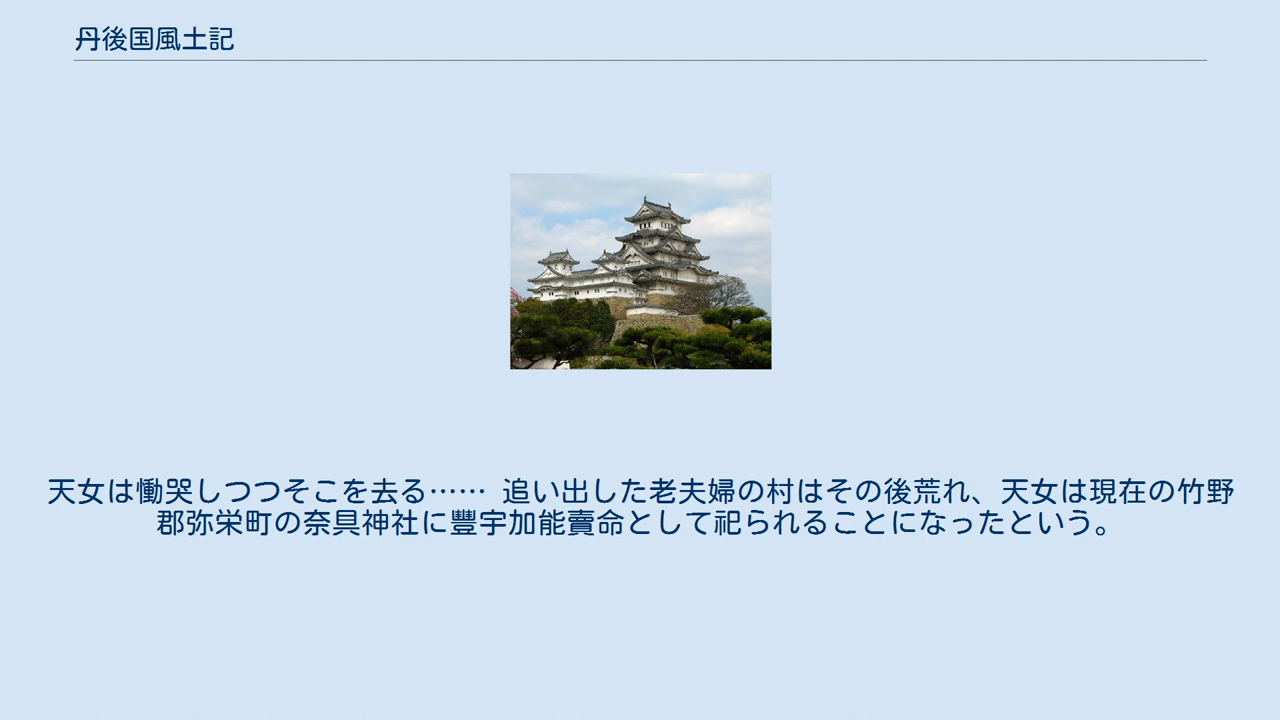 丹後国風土記
天女は慟哭しつつそこを去る…… 追い出した老夫婦の村はその後荒れ、天女は現在の竹野
郡弥栄町の奈具神社に豐宇加能賣命として祀られることになったという。